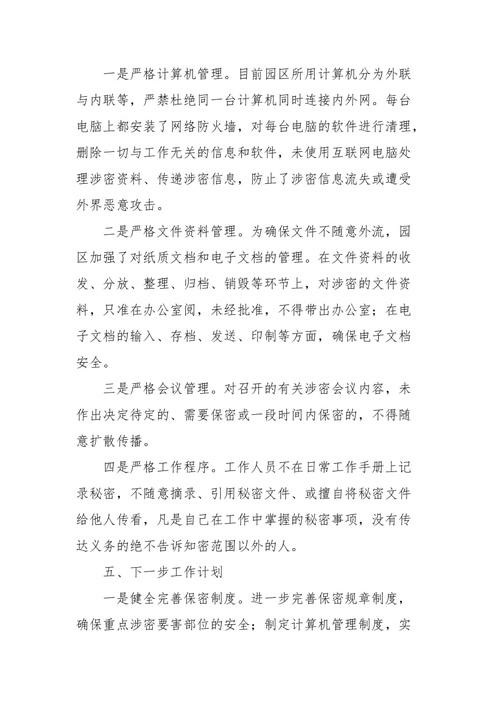 一是严格计算机管理。目前园区所用计算机分为外联
与内联等，严禁杜绝同一台计算机同时连接内外网。每台
电脑上都安装了网络防火墙，对每台电脑的软件进行清理，
删除一切与工作无关的信息和软件，未使用互联网电脑处
理涉密资料、传递涉密信息，防止了涉密信息流失或遭受
外界恶意攻击。
二是严格文件资料管理。为确保文件不随意外流，园
区加强了对纸质文档和电子文档的管理。在文件资料的收
发、分放、整理、归档、销毁等环节上，对涉密的文件资
料，只准在办公室阅，未经批准，不得带出办公室；在电
子文档的输入、存档、发送、印制等方面，确保电子文档
安全。
三是严格会议管理。对召开的有关涉密会议内容，未
作出决定待定的、需要保密或一段时间内保密的，不得随
意扩散传播。
四是严格工作程序。工作人员不在日常工作手册上记
录秘密，不随意摘录、引用秘密文件、或擅自将秘密文件
给他人传看，凡是自己在工作中掌握的秘密事项，没有传
达义务的绝不告诉知密范围以外的人。
五、下一步工作计划
一是健全完善保密制度。进一步完善保密规章制度，
确保重点涉密要害部位的安全；制定计算机管理制度，实